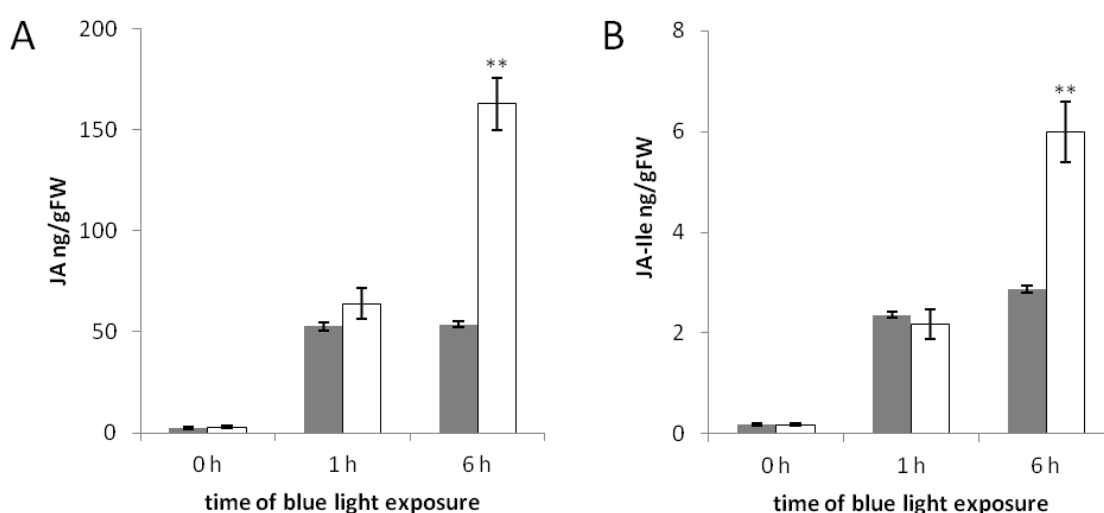 A
200
150
100
50
0
JA ng/gFW
**
0 h 1 h 6 h
time of blue light exposure
B
8
6
4
2
0
JA-Ile ng/gFW
**
0 h 1 h 6 h
time of blue light exposure